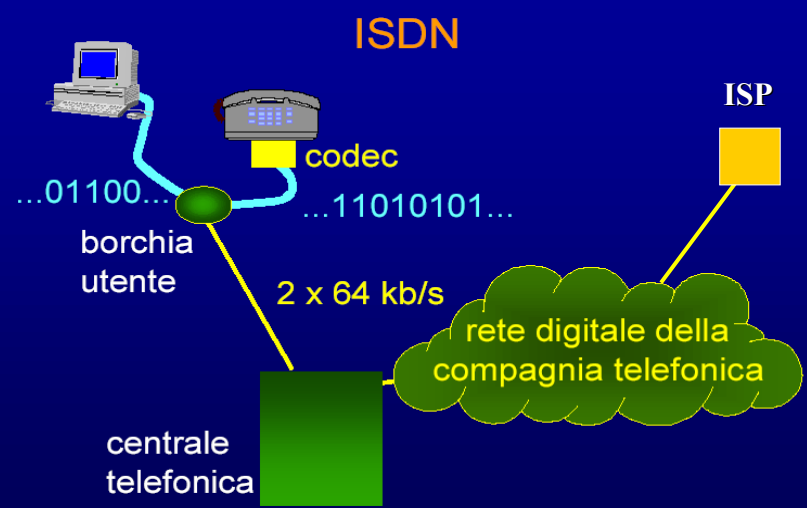 ISDN
ISP
codec
...01100...
...11010101...
borchia
utente
2 x 64 kb/s
rete digitale della
compagnia telefonica
centrale
telefonica